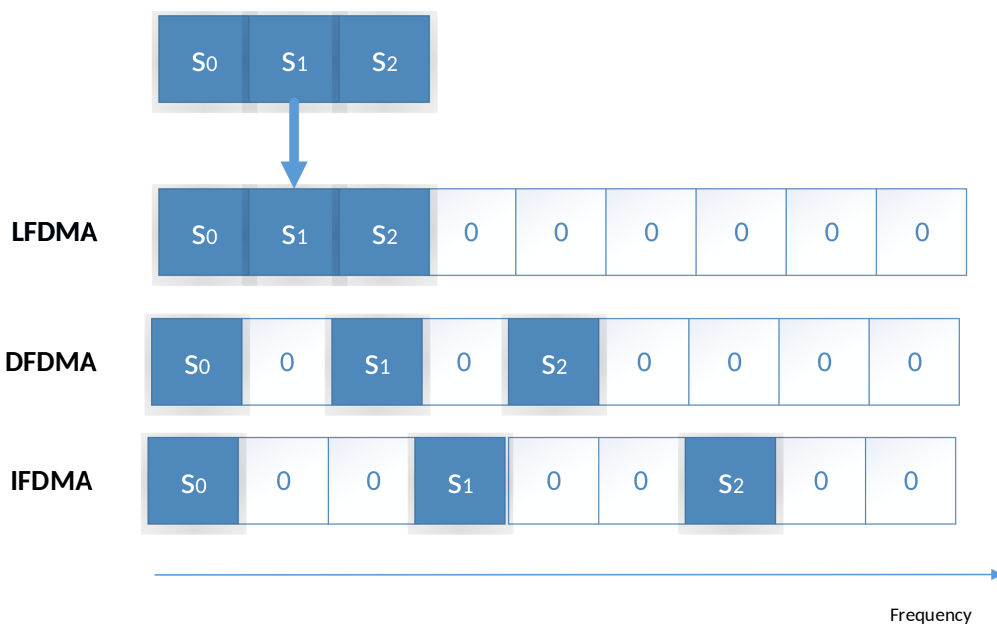 S0 S1 S2
LFDMA S0 S1 S2 0 0 0 0 0 0
DFDMA S0 0 S1 0 S2 0 0 0 0
IFDMA S0 0 0 S1 0 0 S2 0 0
Frequency